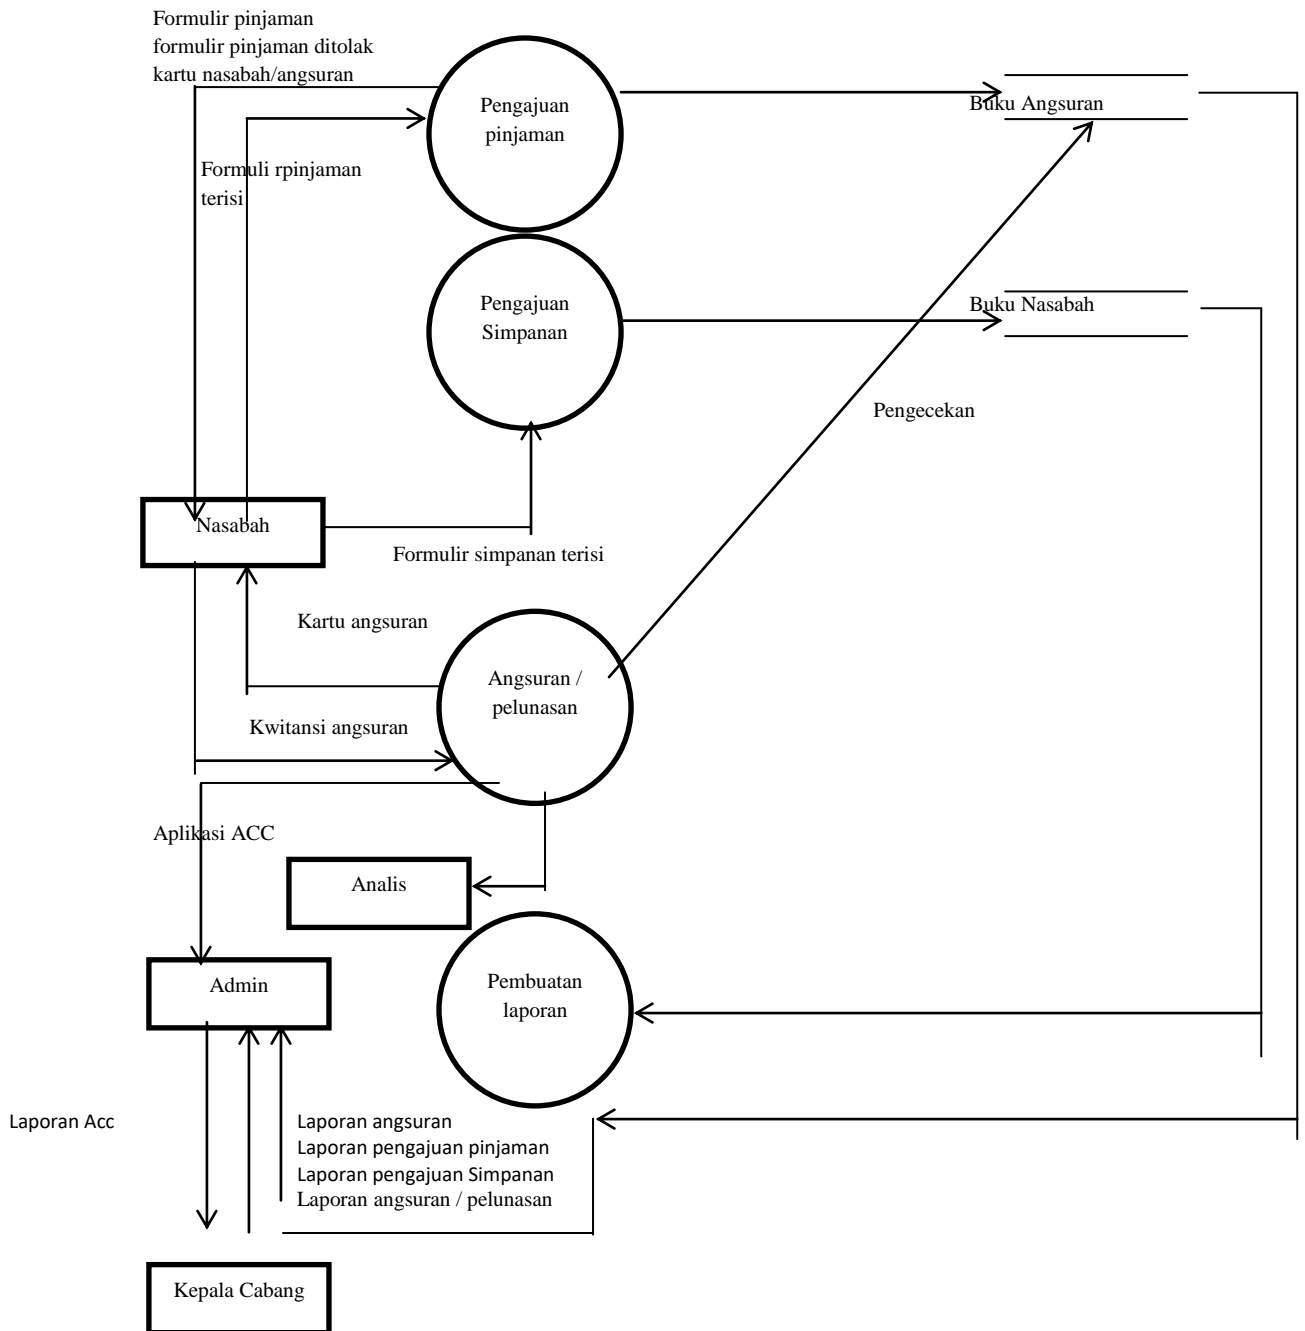 Formulir pinjaman
formulir pinjaman ditolak
kartu nasabah/angsuran
Pengajuan
pinjaman
Buku Angsuran
Formuli rpinjaman
terisi
Pengajuan
Simpanan
Buku Nasabah
Pengecekan
Nasabah
Formulir simpanan terisi
Kartu angsuran
Angsuran /
pelunasan
Kwitansi angsuran
Aplikasi ACC
Analis
Admin
Pembuatan
laporan
Laporan Acc
Laporan angsuran
Laporan pengajuan pinjaman
Laporan pengajuan Simpanan
Laporan angsuran / pelunasan
Kepala Cabang